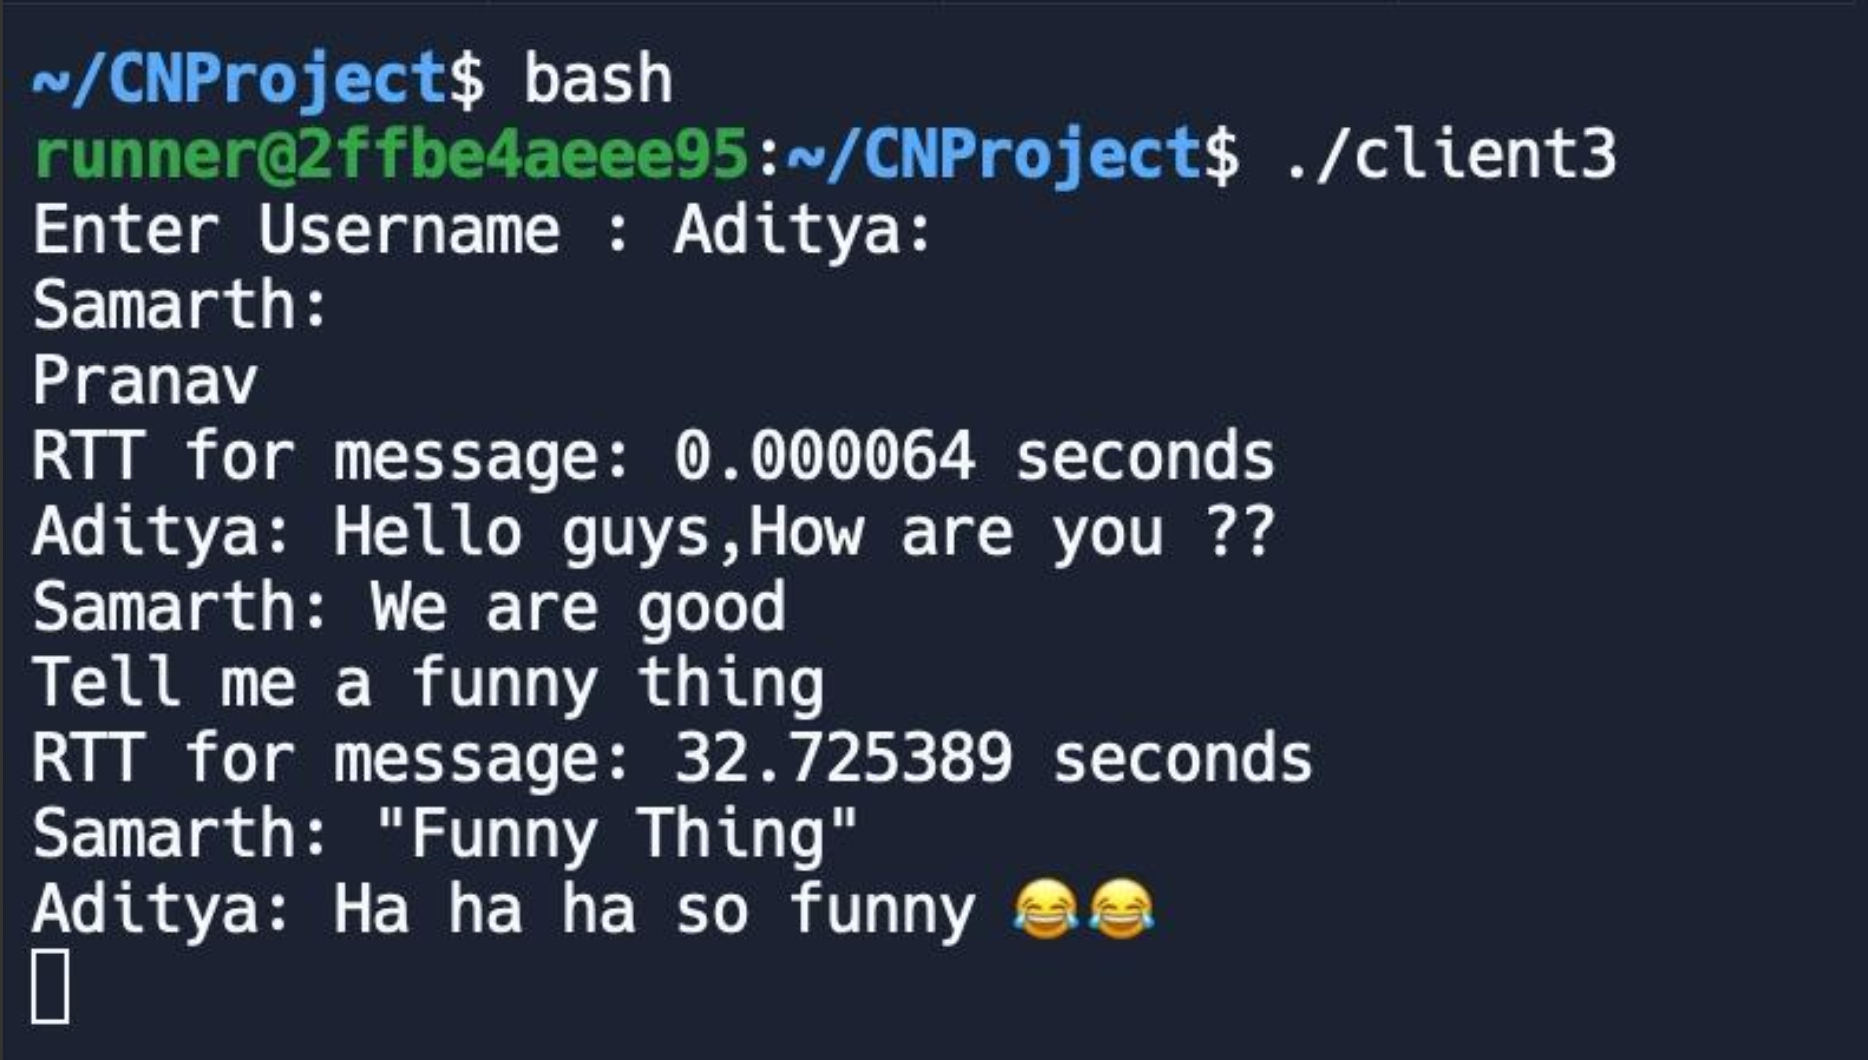 ~/CNProject$ bash
runner@2ffbe4aeee95:~/CNProject$ ./client3
Enter Username : Aditya:
Samarth:
Pranav
RTT for message: 0.000064 seconds
Aditya: Hello guys,How are you ??
Samarth: We are good
Tell me a funny thing
RTT for message: 32.725389 seconds
Samarth: "Funny Thing"
Aditya: Ha ha ha so funny 😂😂